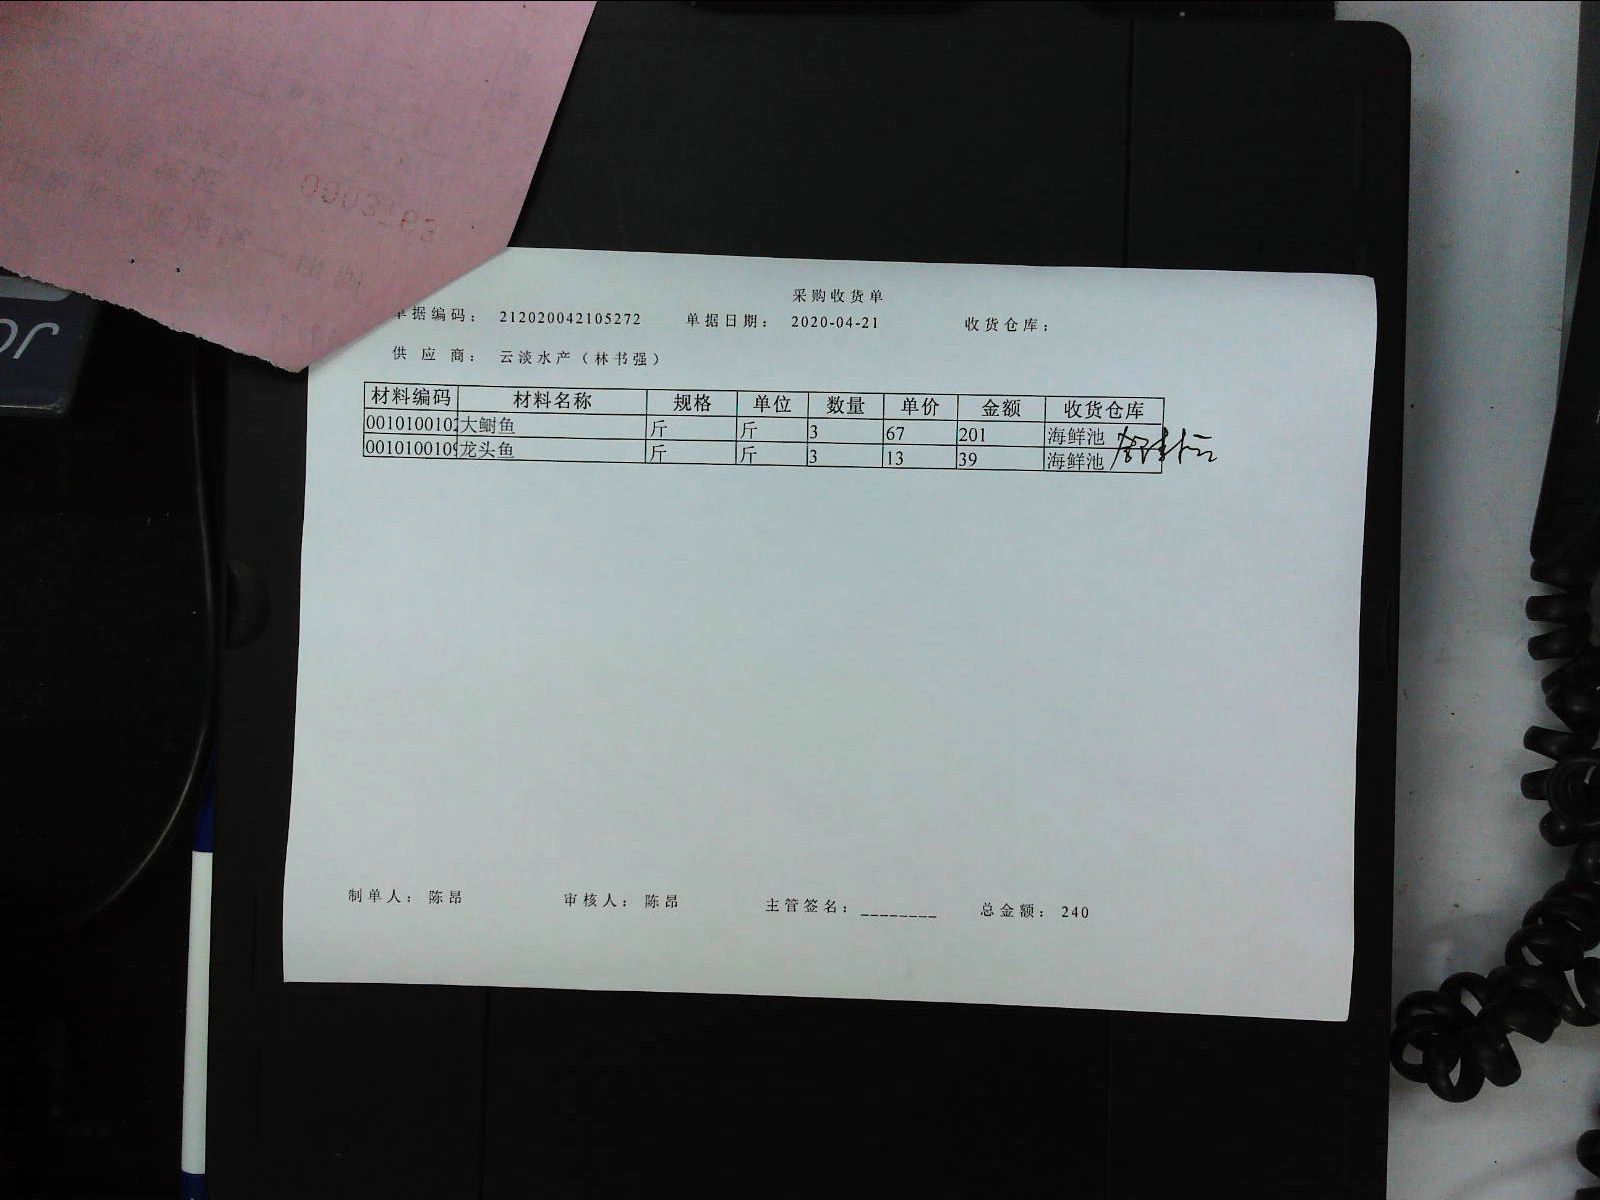 采购收货单
单据编码： 212020042105272 单据日期： 2020-04-21 收货仓库：
供应商： 云淡水产（林书强）
材料编码 材料名称 规格 单位 数量 单价 金额 收货仓库
0010100102 大鲥鱼 斤 斤 3 67 201 海鲜池
0010100109 龙头鱼 斤 斤 3 13 39 海鲜池
制单人： 陈昂 审核人： 陈昂 主管签名：________ 总金额： 240